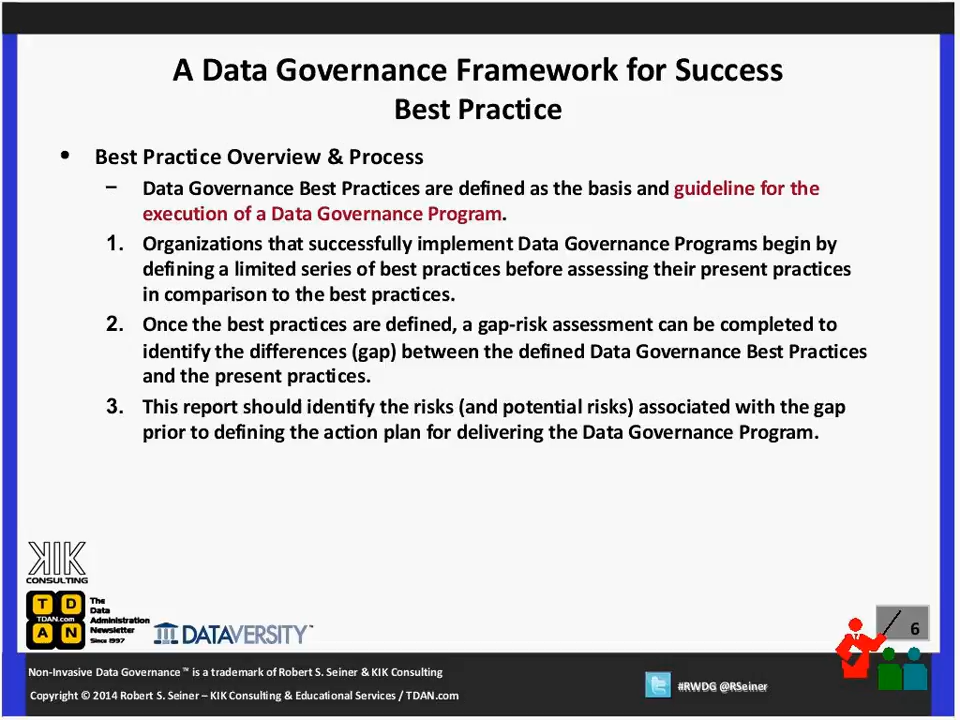 A Data Governance Framework for Success
Best Practice
• Best Practice Overview & Process
– Data Governance Best Practices are defined as the basis and guideline for the
execution of a Data Governance Program.
1. Organizations that successfully implement Data Governance Programs begin by
defining a limited series of best practices before assessing their present practices
in comparison to the best practices.
2. Once the best practices are defined, a gap-risk assessment can be completed to
identify the differences (gap) between the defined Data Governance Best Practices
and the present practices.
3. This report should identify the risks (and potential risks) associated with the gap
prior to defining the action plan for delivering the Data Governance Program.
KIK
CONSULTING
T D
TDAN.com
A N
The
Data
Administration
Newsletter
Since 1997
DATAVERSITY™
6
Non-Invasive Data Governance™ is a trademark of Robert S. Seiner & KIK Consulting
Copyright © 2014 Robert S. Seiner – KIK Consulting & Educational Services / TDAN.com
#RWDG @RSeiner